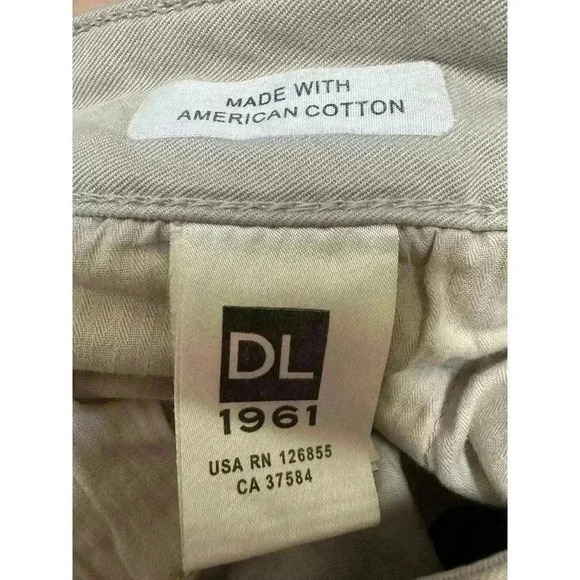 MADE WITH
AMERICAN COTTON
DL
1961
USA RN 126855
CA 37584